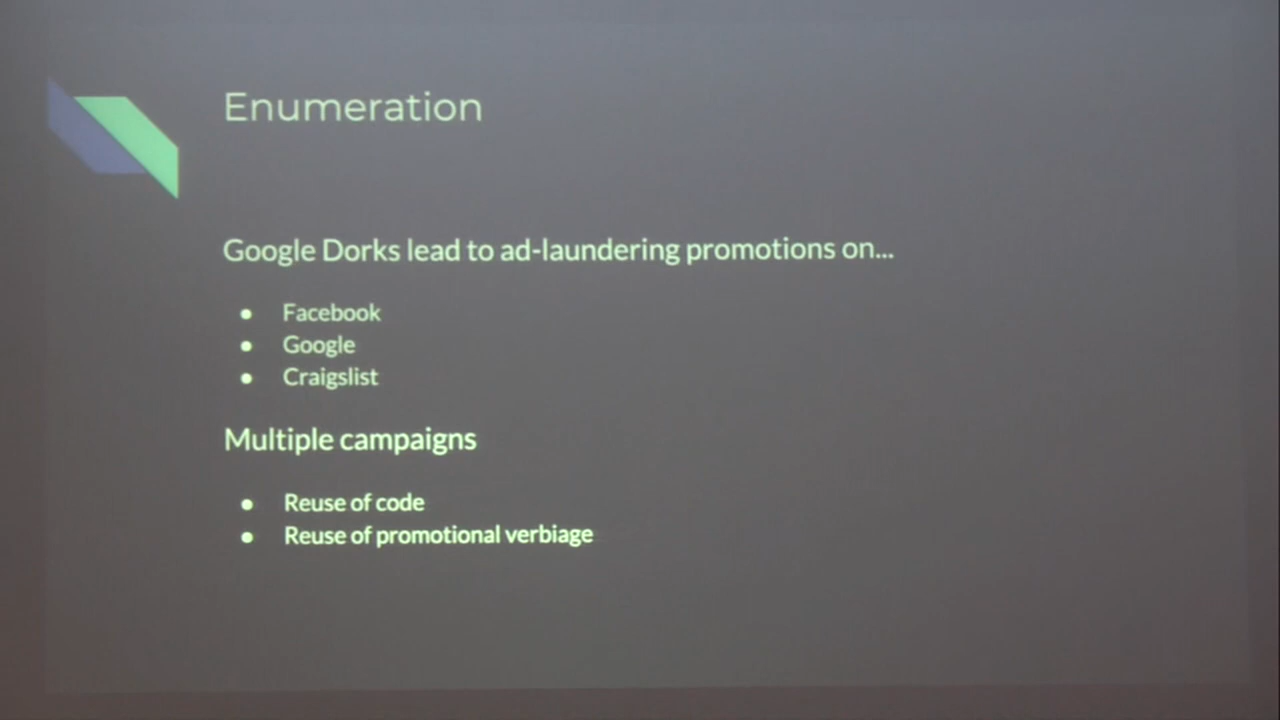 Enumeration
Google Dorks lead to ad-laundering promotions on...
● Facebook
● Google
● Craigslist
Multiple campaigns
● Reuse of code
● Reuse of promotional verbiage